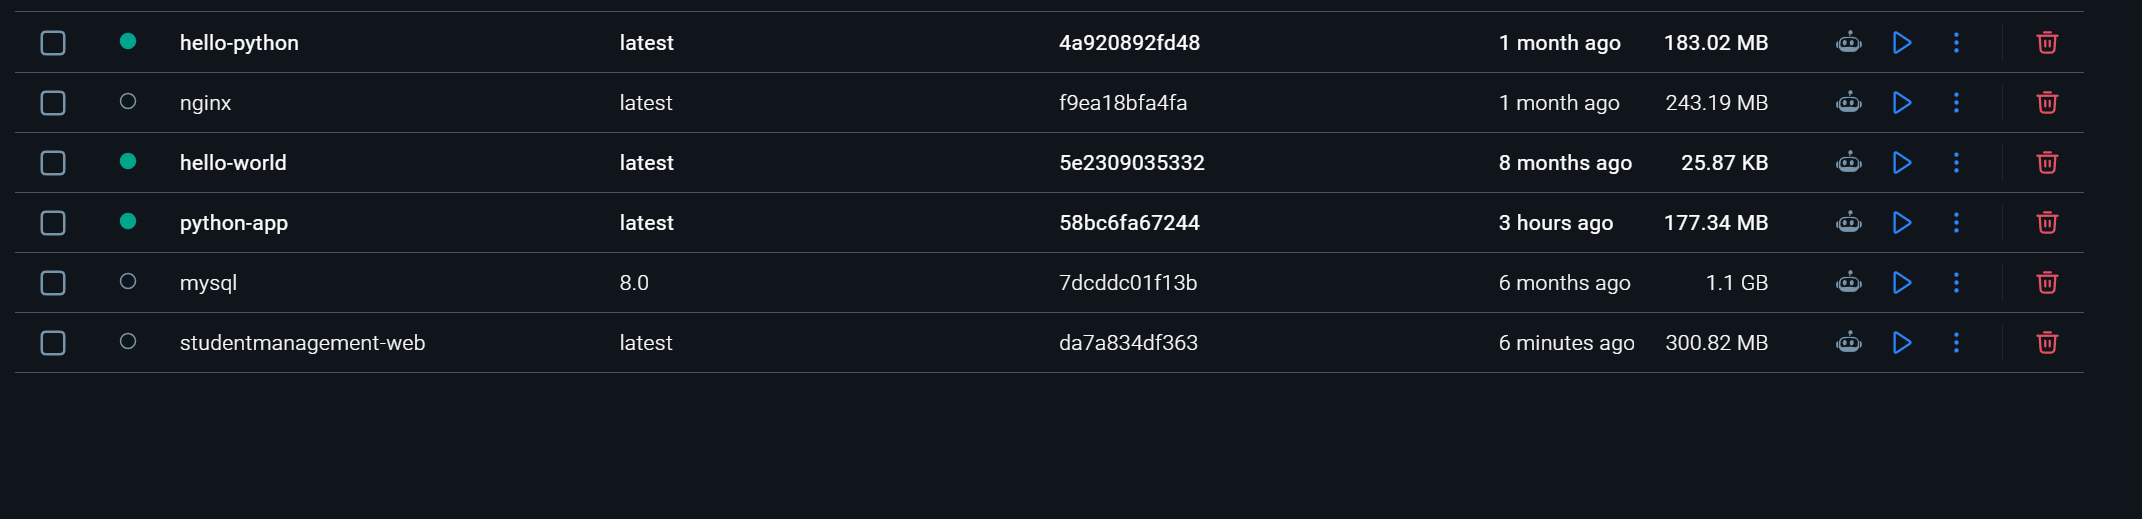 hello-python latest 4a920892fd48 1 month ago 183.02 MB
nginx latest f9ea18bfa4fa 1 month ago 243.19 MB
hello-world latest 5e2309035332 8 months ago 25.87 KB
python-app latest 58bc6fa67244 3 hours ago 177.34 MB
mysql 8.0 7dcddc01f13b 6 months ago 1.1 GB
studentmanagement-web latest da7a834df363 6 minutes ago 300.82 MB